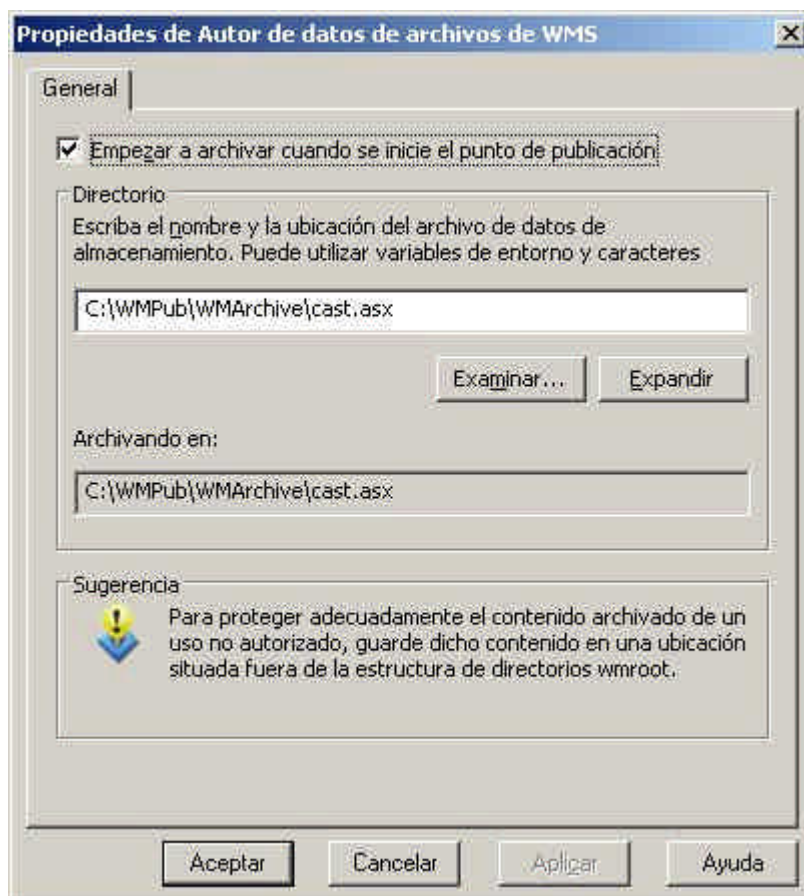 Propiedades de Autor de datos de archivos de WMS
General
Empezar a archivar cuando se inicie el punto de publicación
Directorio
Escriba el nombre y la ubicación del archivo de datos de
almacenamiento. Puede utilizar variables de entorno y caracteres
C:\WMPub\WMArchive\cast.asx
Examinar...
Expandir
Archivando en:
C:\WMPub\WMArchive\cast.asx
Sugerencia
Para proteger adecuadamente el contenido archivado de un
uso no autorizado, guarde dicho contenido en una ubicación
situada fuera de la estructura de directorios wmroot.
Aceptar
Cancelar
Aplicar
Ayuda